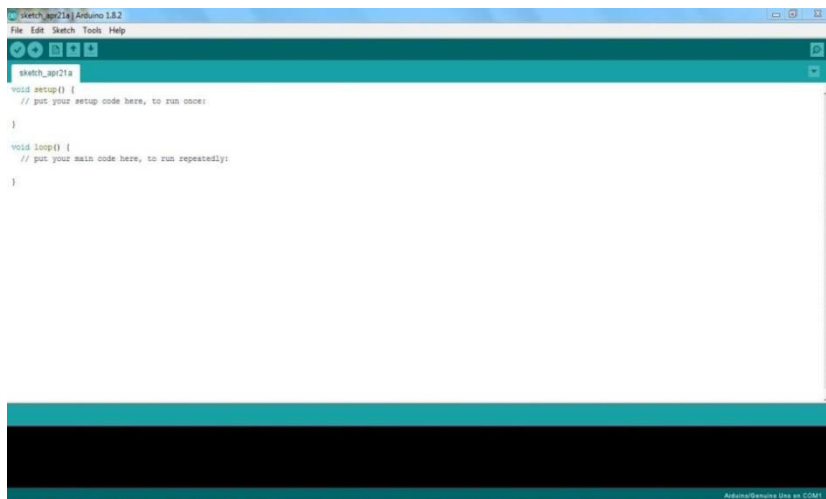 sketch_apr21a | Arduino 1.8.2
File Edit Sketch Tools Help
sketch_apr21a
void setup() {
  // put your setup code here, to run once:
}
void loop() {
  // put your main code here, to run repeatedly:
}
Arduino/Genuino Uno en COM1